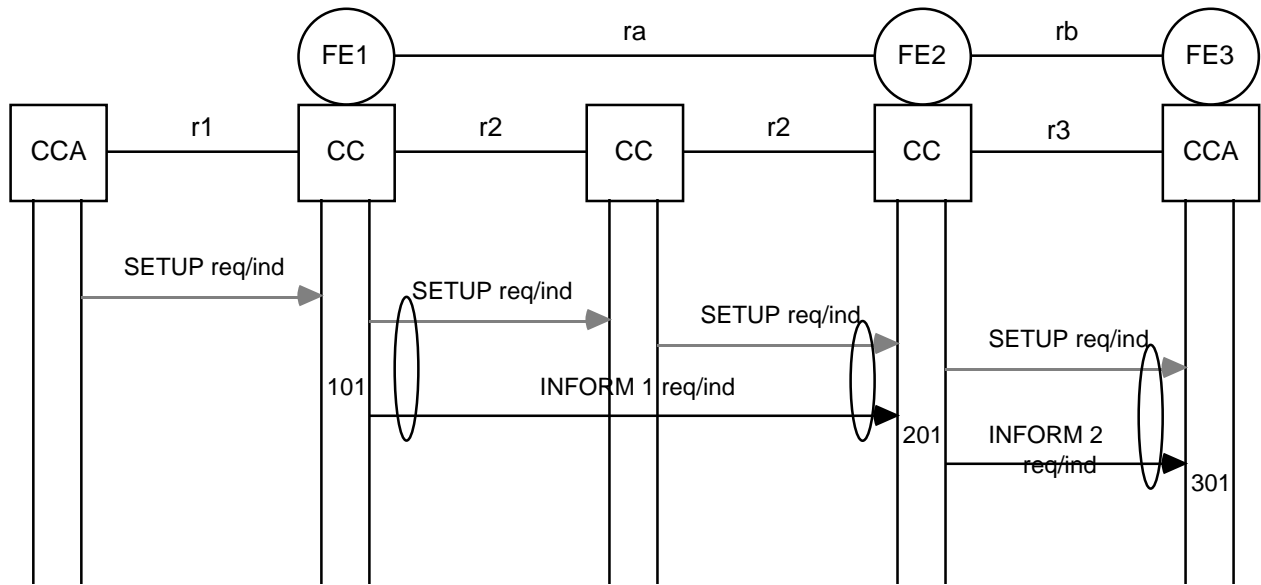 FE1
ra
FE2
rb
FE3
CCA
r1
CC
r2
CC
r2
CC
r3
CCA
SETUP req/ind
SETUP req/ind
SETUP req/ind
SETUP req/ind
101
INFORM 1 req/ind
201
INFORM 2
req/ind
301